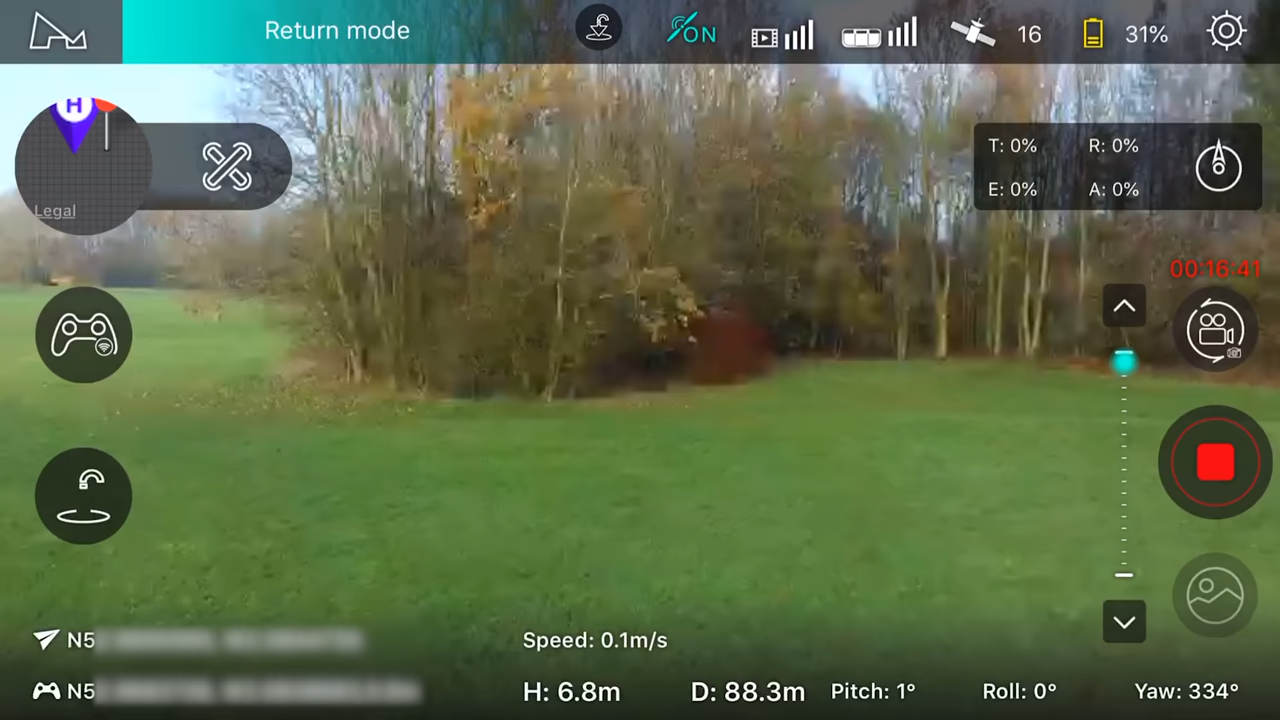 Return mode
ON
16
31%
H
Legal
T: 0% R: 0%
E: 0% A: 0%
00:16:41
N5
Speed: 0.1m/s
N5
H: 6.8m D: 88.3m Pitch: 1° Roll: 0° Yaw: 334°